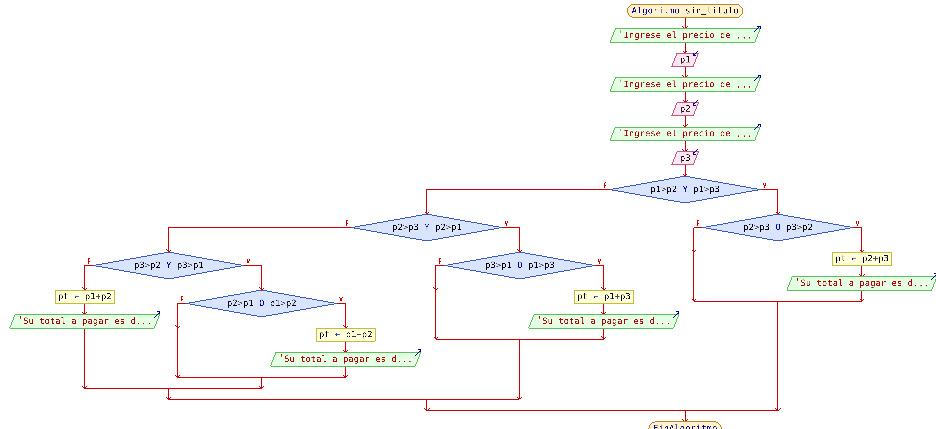 Algoritmo sin_titulo
'Ingrese el precio de ...
p1
'Ingrese el precio de ...
p2
'Ingrese el precio de ...
p3
p1>p2 Y p1>p3
F
V
p2>p3 Y p2>p1
F
V
p2>p3 O p3>p2
F
V
p3>p2 Y p3>p1
F
V
p3>p1 O p1>p3
F
V
pt ← p2+p3
'Su total a pagar es d...
pt ← p1+p2
'Su total a pagar es d...
p2>p1 O p1>p2
F
V
pt ← p1+p3
'Su total a pagar es d...
pt ← p1+p2
'Su total a pagar es d...
FinAlgoritmo